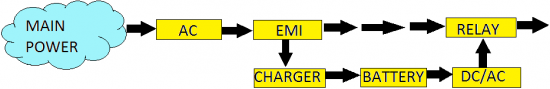 MAIN
POWER
AC
EMI
RELAY
CHARGER
BATTERY
DC/AC